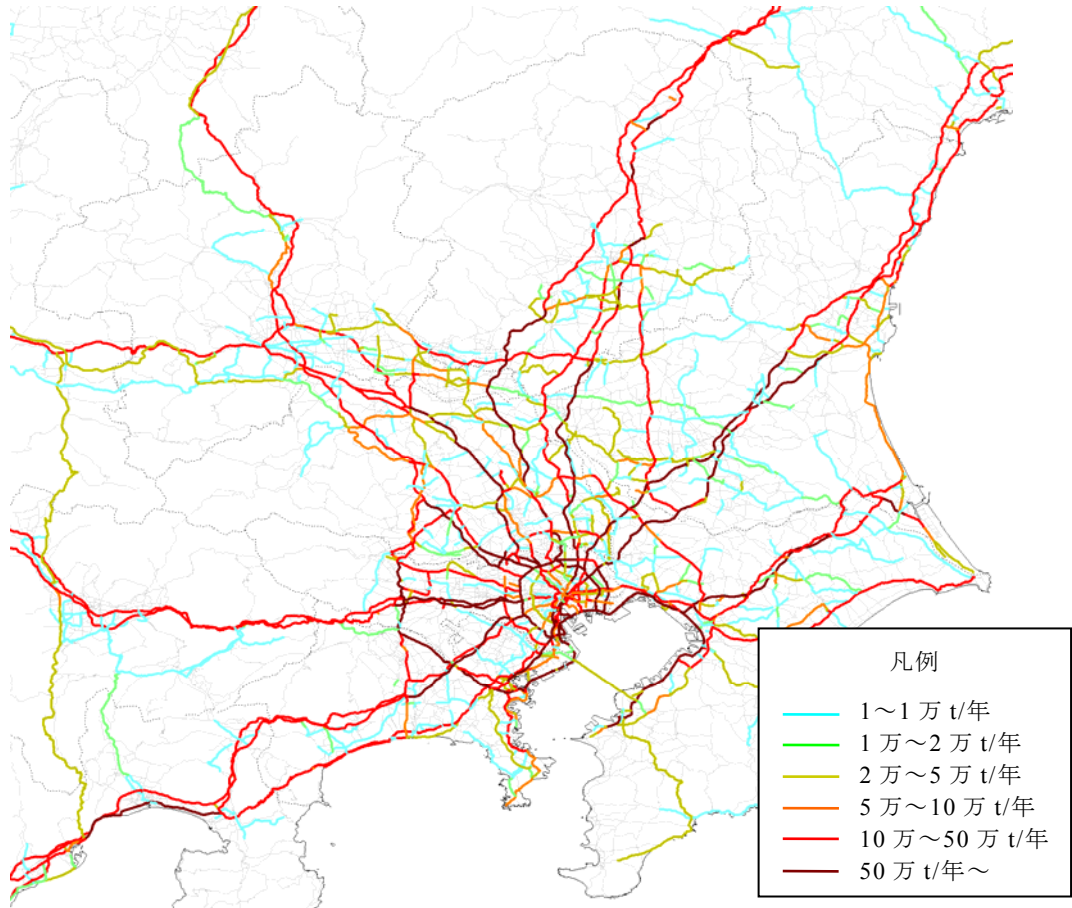 凡例
1～1 万 t/年
1 万～2 万 t/年
2 万～5 万 t/年
5 万～10 万 t/年
10 万～50 万 t/年
50 万 t/年～